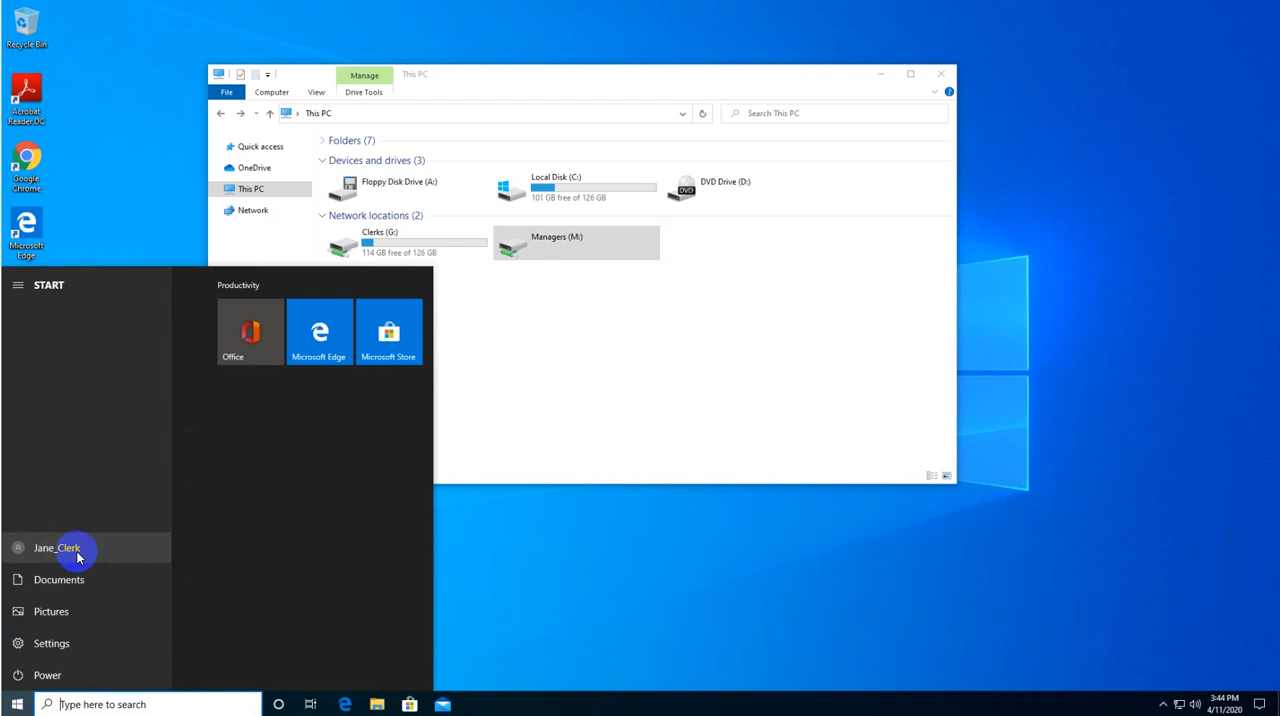 Recycle Bin
Acrobat
Reader DC
Google
Chrome
Microsoft
Edge
Manage
This PC
File
Computer
View
Drive Tools
This PC
Search This PC
Quick access
OneDrive
This PC
Network
Folders (7)
Devices and drives (3)
Floppy Disk Drive (A:)
Local Disk (C:)
101 GB free of 126 GB
DVD
DVD Drive (D:)
Network locations (2)
Clerks (G:)
114 GB free of 126 GB
Managers (M:)
START
Productivity
Office
Microsoft Edge
Microsoft Store
Jane_Clerk
Documents
Pictures
Settings
Power
Type here to search
3:44 PM
4/11/2020